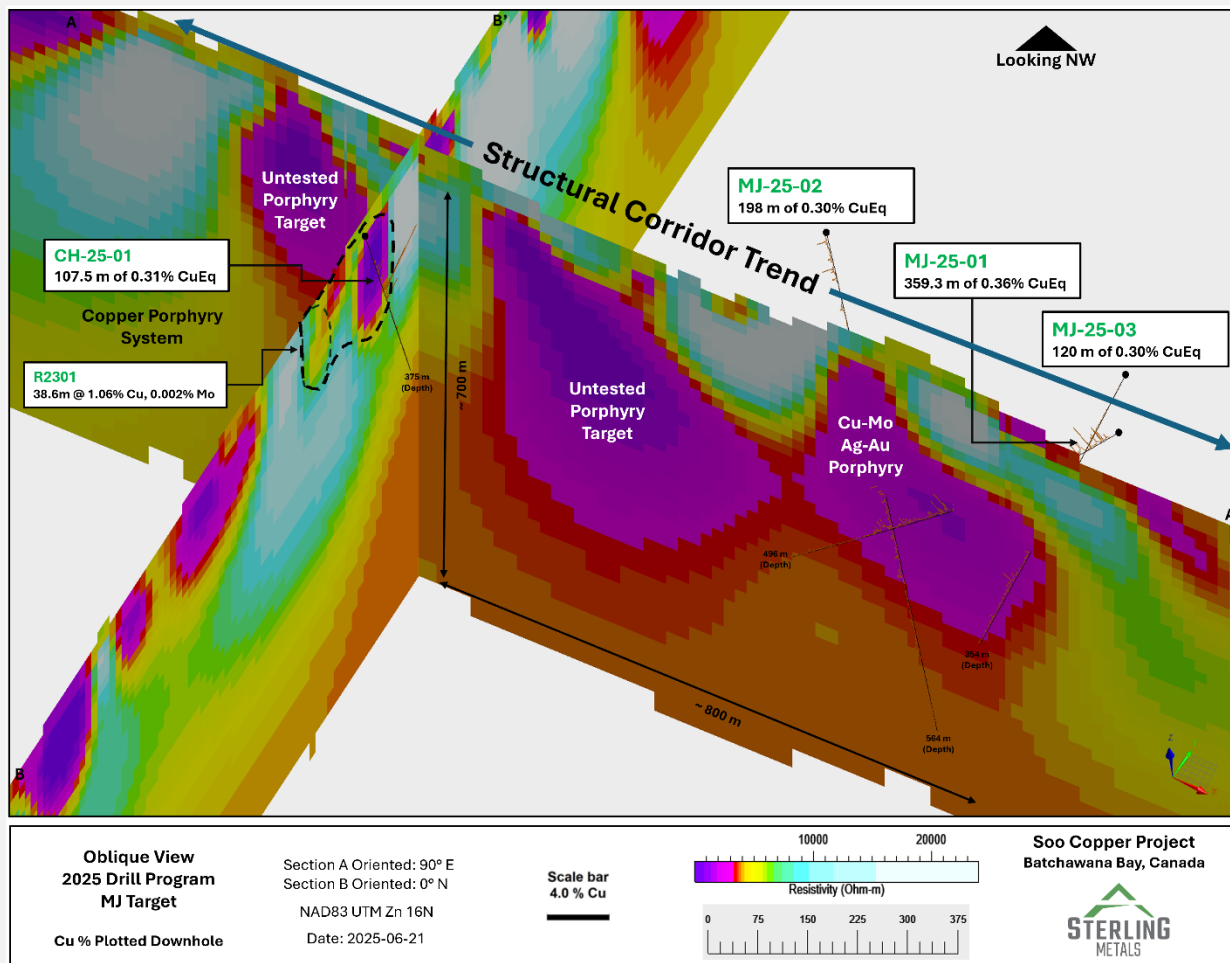 A
B'
Looking NW
Structural Corridor Trend
Untested
Porphyry
Target
MJ-25-02
198 m of 0.30% CuEq
CH-25-01
107.5 m of 0.31% CuEq
MJ-25-01
359.3 m of 0.36% CuEq
Copper Porphyry
System
MJ-25-03
120 m of 0.30% CuEq
R2301
38.6m @ 1.06% Cu, 0.002% Mo
375 m
(Depth)
~ 700 m
Untested
Porphyry
Target
Cu-Mo
Ag-Au
Porphyry
A
496 m
(Depth)
354 m
(Depth)
564 m
(Depth)
~ 800 m
B
Z
X
Oblique View
2025 Drill Program
MJ Target
Cu % Plotted Downhole
Section A Oriented: 90º E
Section B Oriented: 0º N
NAD83 UTM Zn 16N
Date: 2025-06-21
Scale bar
4.0 % Cu
10000 20000
Resistivity (Ohm-m)
0 75 150 225 300 375
Soo Copper Project
Batchawana Bay, Canada
STERLING
METALS